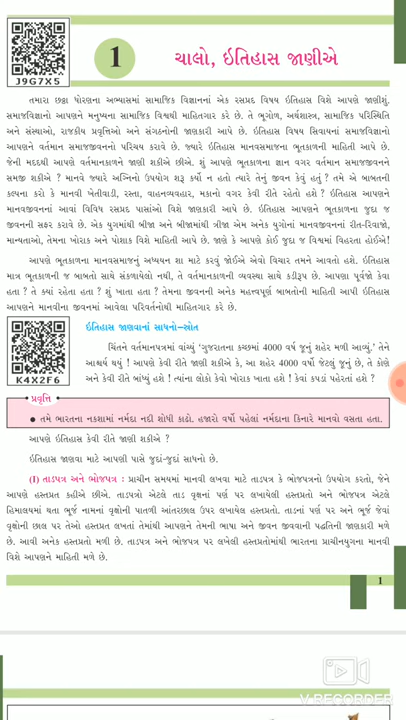 J9G7X5
1
ચાલો, ઇતિહાસ જાણીએ
તમારા છઠ્ઠા ધોરણના અભ્યાસમાં સામાજિક વિજ્ઞાનનાં એક રસપ્રદ વિષય ઇતિહાસ વિશે આપણે જાણીશું.
સમાજવિજ્ઞાનો આપણને મનુષ્યના સામાજિક વિશ્વથી માહિતગાર કરે છે. તે ભૂગોળ, અર્થશાસ્ત્ર, સામાજિક પરિસ્થિતિ
અને સંસ્થાઓ, રાજકીય પ્રવૃત્તિઓ અને સંગઠનોની જાણકારી આપે છે. ઇતિહાસ વિષય સિવાયનાં સમાજવિજ્ઞાનો
આપણને વર્તમાન સમાજજીવનનો પરિચય કરાવે છે. જ્યારે ઇતિહાસ માનવસમાજના ભૂતકાળની માહિતી આપે છે.
જેની મદદથી આપણે વર્તમાનકાળને જાણી શકીએ છીએ. શું આપણે ભૂતકાળના જ્ઞાન વગર વર્તમાન સમાજજીવનને
સમજી શકીએ ? માનવે જ્યારે અગ્નિનો ઉપયોગ શરૂ કર્યો ન હતો ત્યારે તેનું જીવન કેવું હતું ? તમે એ બાબતની
કલ્પના કરો કે માનવી ખેતીવાડી, રસ્તા, વાહનવ્યવહાર, મકાનો વગર કેવી રીતે રહેતો હશે ? ઇતિહાસ આપણને
માનવજીવનનાં આવાં વિવિધ રસપ્રદ પાસાંઓ વિશે જાણકારી આપે છે. ઇતિહાસ આપણને ભૂતકાળના જુદા જ
જીવનની સફર કરાવે છે. એક યુગમાંથી બીજા અને બીજામાંથી ત્રીજા એમ અનેક યુગોનાં માનવજીવનનાં રીત-રિવાજો,
માન્યતાઓ, તેમના ખોરાક અને પોશાક વિશે માહિતી આપે છે. જાણે કે આપણે કોઈ જુદા જ વિશ્વમાં વિહરતા હોઈએ!
આપણે ભૂતકાળના માનવસમાજનું અધ્યયન શા માટે કરવું જોઈએ એવો વિચાર તમને આવતો હશે. ઇતિહાસ
માત્ર ભૂતકાળની જ બાબતો સાથે સંકળાયેલો નથી, તે વર્તમાનકાળની વ્યવસ્થા સાથે કડીરૂપ છે. આપણા પૂર્વજો કેવા
હતા ? તે ક્યાં રહેતા હતા ? શું ખાતા હતા ? તેમના જીવનની અનેક મહત્ત્વપૂર્ણ બાબતોની માહિતી આપી ઇતિહાસ
આપણને માનવીના જીવનમાં આવેલા પરિવર્તનોથી માહિતગાર કરે છે.
K4X2F6
ઇતિહાસ જાણવાનાં સાધનો–સ્રોત
ચિંતને વર્તમાનપત્રમાં વાંચ્યું 'ગુજરાતના કચ્છમાં 4000 વર્ષ જૂનું શહેર મળી આવ્યું.' તેને
આશ્ચર્ય થયું ! આપણે કેવી રીતે જાણી શકીએ કે, આ શહેર 4000 વર્ષો જેટલું જૂનું છે, તે કોણે
અને કેવી રીતે બાંધ્યું હશે ! ત્યાંના લોકો કેવો ખોરાક ખાતા હશે ! કેવાં કપડાં પહેરતાં હશે ?
પ્રવૃત્તિ
● તમે ભારતના નકશામાં નર્મદા નદી શોધી કાઢો. હજારો વર્ષો પહેલાં નર્મદાના કિનારે માનવો વસતા હતા.
આપણે ઇતિહાસ કેવી રીતે જાણી શકીએ ?
ઇતિહાસ જાણવા માટે આપણી પાસે જુદાં-જુદાં સાધનો છે.
(1) તાડપત્ર અને ભોજપત્ર : પ્રાચીન સમયમાં માનવી લખવા માટે તાડપત્ર કે ભોજપત્રનો ઉપયોગ કરતો, જેને
આપણે હસ્તપ્રત કહીએ છીએ. તાડપત્રો એટલે તાડ વૃક્ષનાં પર્ણ પર લખાયેલી હસ્તપ્રતો અને ભોજપત્ર એટલે
હિમાલયમાં થતા ભૂર્જ નામનાં વૃક્ષોની પાતળી આંતરછાલ ઉપર લખાયેલ હસ્તપ્રતો. તાડનાં પર્ણ પર અને ભૂર્જ જેવાં
વૃક્ષોની છાલ પર તેઓ હસ્તપ્રત લખતાં તેમાંથી આપણને તેમની ભાષા અને જીવન જીવવાની પદ્ધતિની જાણકારી મળે
છે. આવી અનેક હસ્તપ્રતો મળી છે. તાડપત્ર અને ભોજપત્ર પર લખેલી હસ્તપ્રતોમાંથી ભારતના પ્રાચીનયુગના માનવી
વિશે આપણને માહિતી મળે છે.
1
V RECORDER